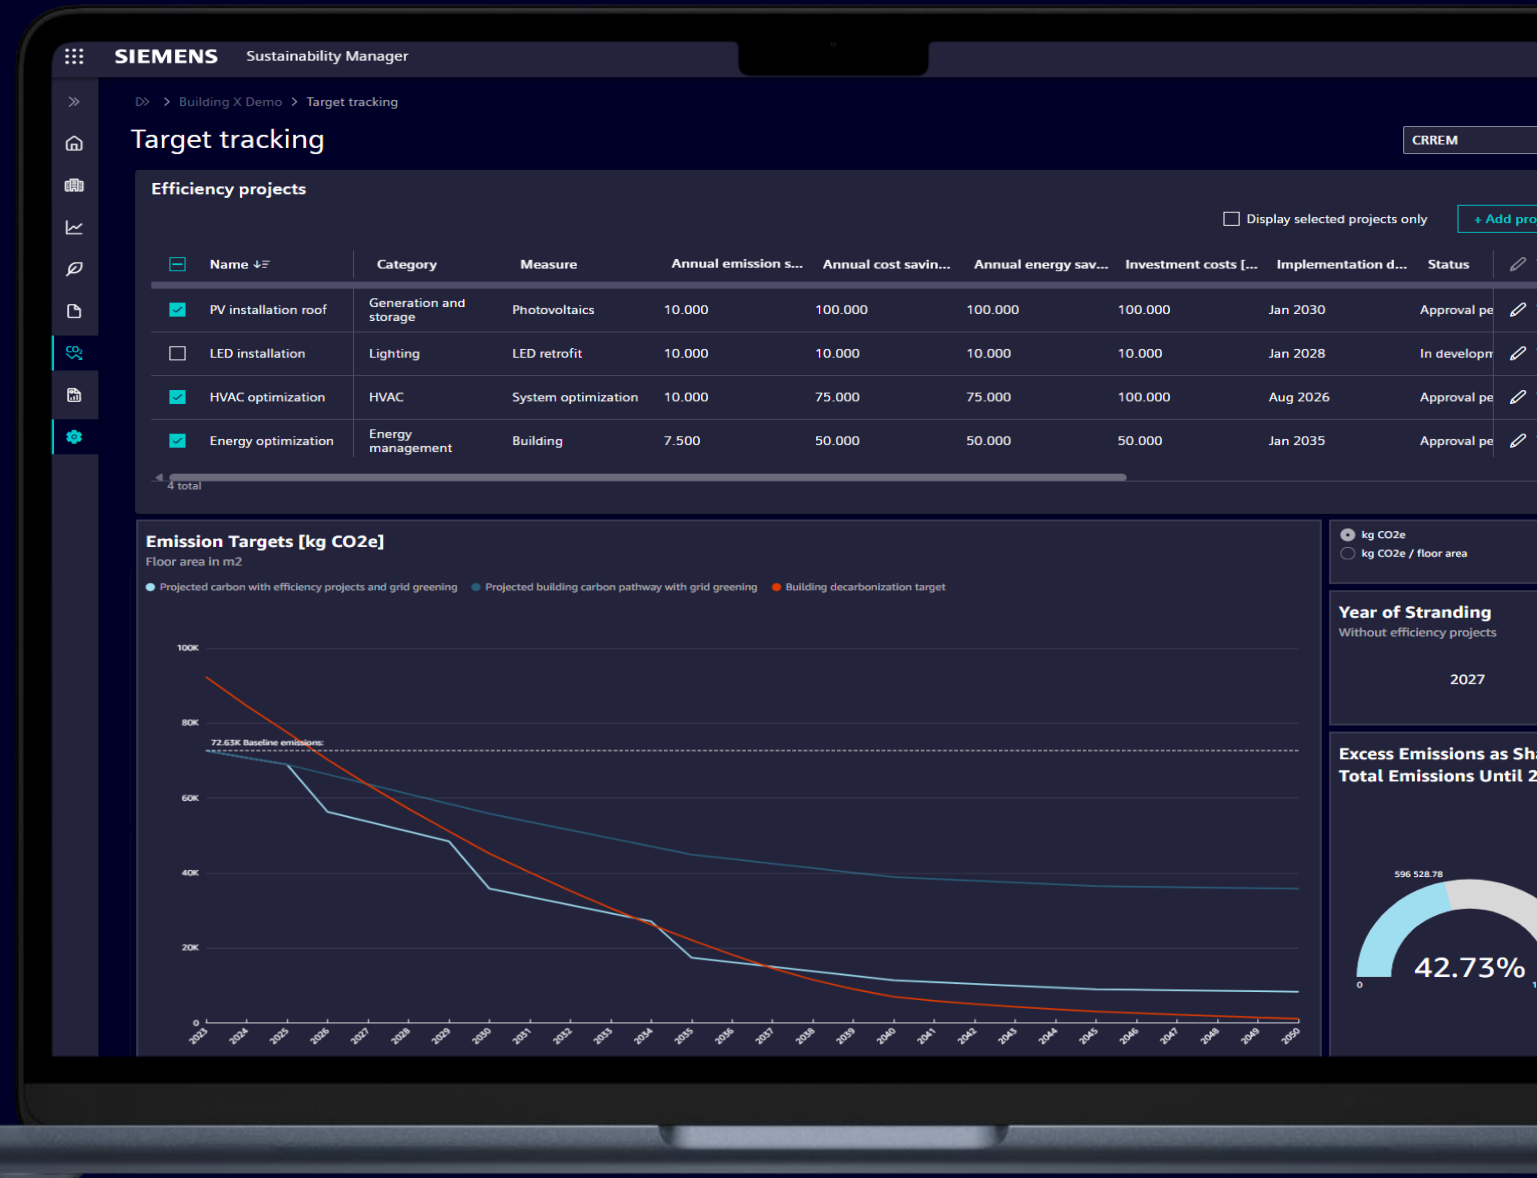 SIEMENS Sustainability Manager
Building X Demo > Target tracking
Target tracking
CRREM
Efficiency projects
Display selected projects only
+ Add pro
Name Category Measure Annual emission s... Annual cost savin... Annual energy sav... Investment costs [... Implementation d... Status
PV installation roof Generation and storage Photovoltaics 10.000 100.000 100.000 100.000 Jan 2030 Approval pe
LED installation Lighting LED retrofit 10.000 10.000 10.000 10.000 Jan 2028 In developm
HVAC optimization HVAC System optimization 10.000 75.000 75.000 100.000 Aug 2026 Approval pe
Energy optimization Energy management Building 7.500 50.000 50.000 50.000 Jan 2035 Approval pe
4 total
Emission Targets [kg CO2e]
Floor area in m2
Projected carbon with efficiency projects and grid greening Projected building carbon pathway with grid greening Building decarbonization target
100K
80K
72.63K Baseline emissions:
60K
40K
20K
0
2023 2024 2025 2026 2027 2028 2029 2030 2031 2032 2033 2034 2035 2036 2037 2038 2039 2040 2041 2042 2043 2044 2045 2046 2047 2048 2049 2050
kg CO2e
kg CO2e / floor area
Year of Stranding
Without efficiency projects
2027
Excess Emissions as Sha
Total Emissions Until 2
596 528.78
42.73%
0 1
CO₂